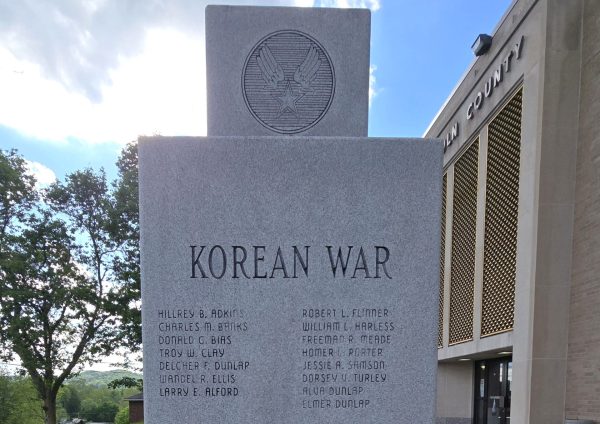 LN COUNTY
KOREAN WAR
HILLREY B. ADKINS
CHARLES M. BANKS
DONALD G. BIAS
TROY W. CLAY
DELCHER F. DUNLAP
WANDEL R. ELLIS
LARRY E. ALFORD
ROBERT L. FLINNER
WILLIAM L. HARLESS
FREEMAN R. MEADE
HOMER L. PORTER
JESSIE A. SAMSON
DORSEY V. TURLEY
ALVA DUNLAP
ELMER DUNLAP